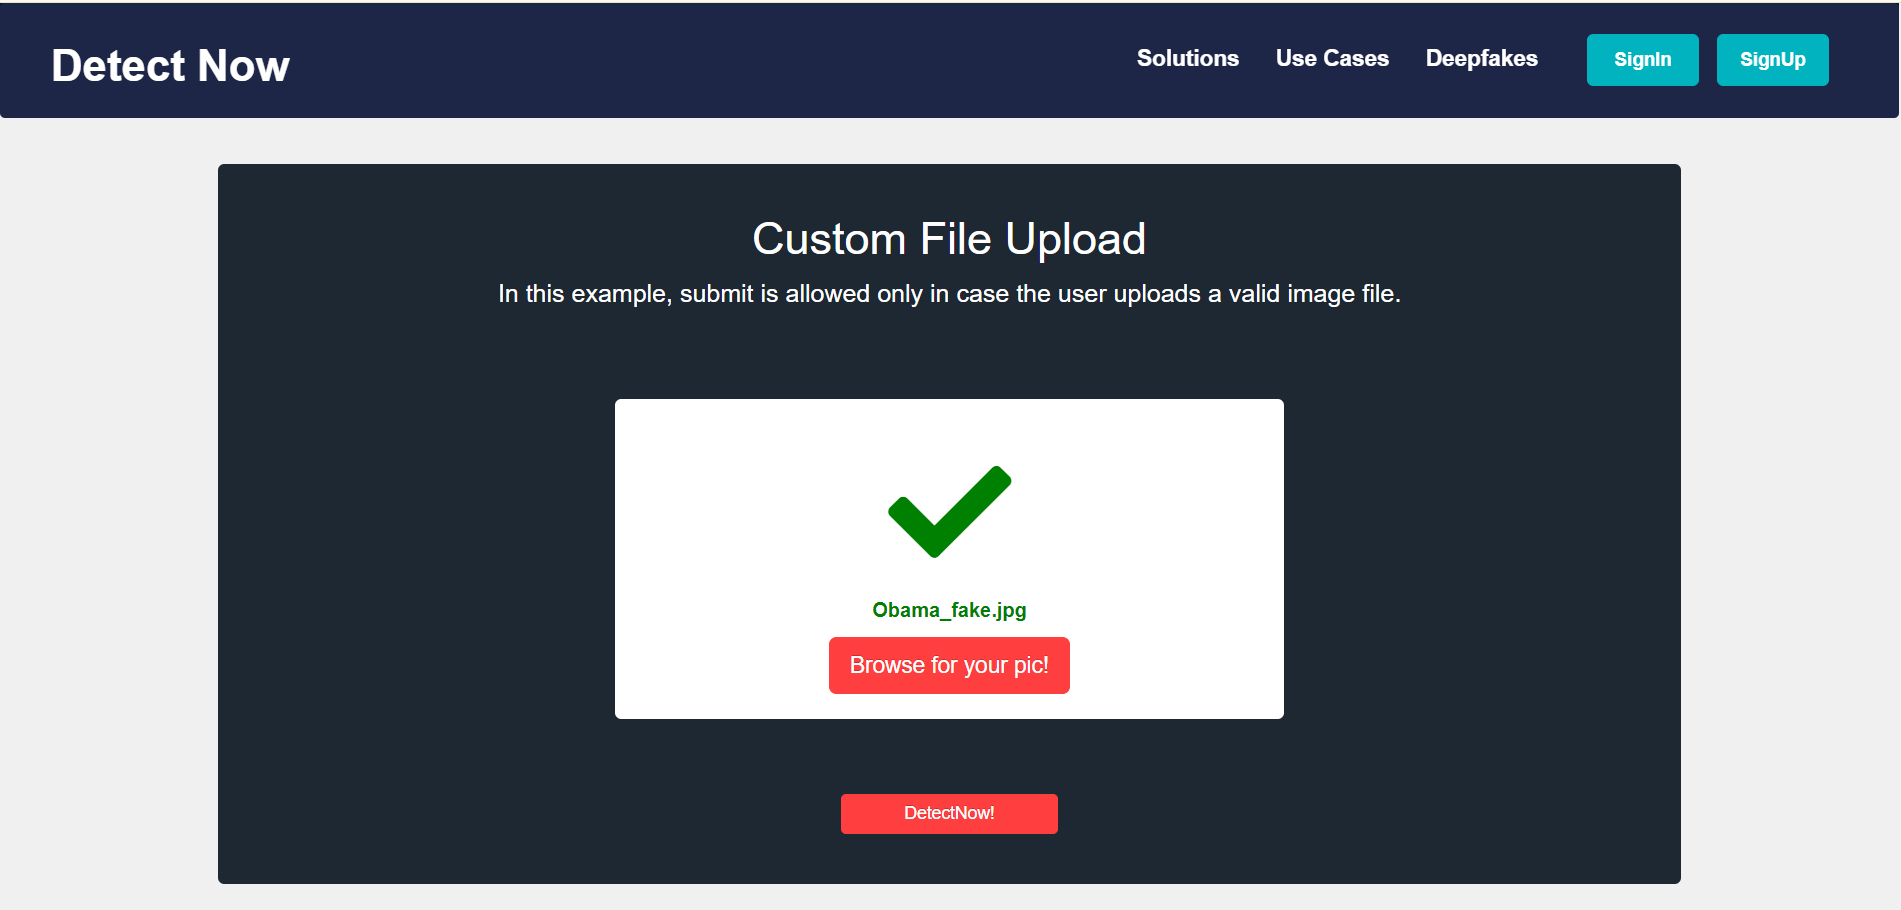 Detect Now
Solutions Use Cases Deepfakes SignIn SignUp
Custom File Upload
In this example, submit is allowed only in case the user uploads a valid image file.
Obama_fake.jpg
Browse for your pic!
DetectNow!